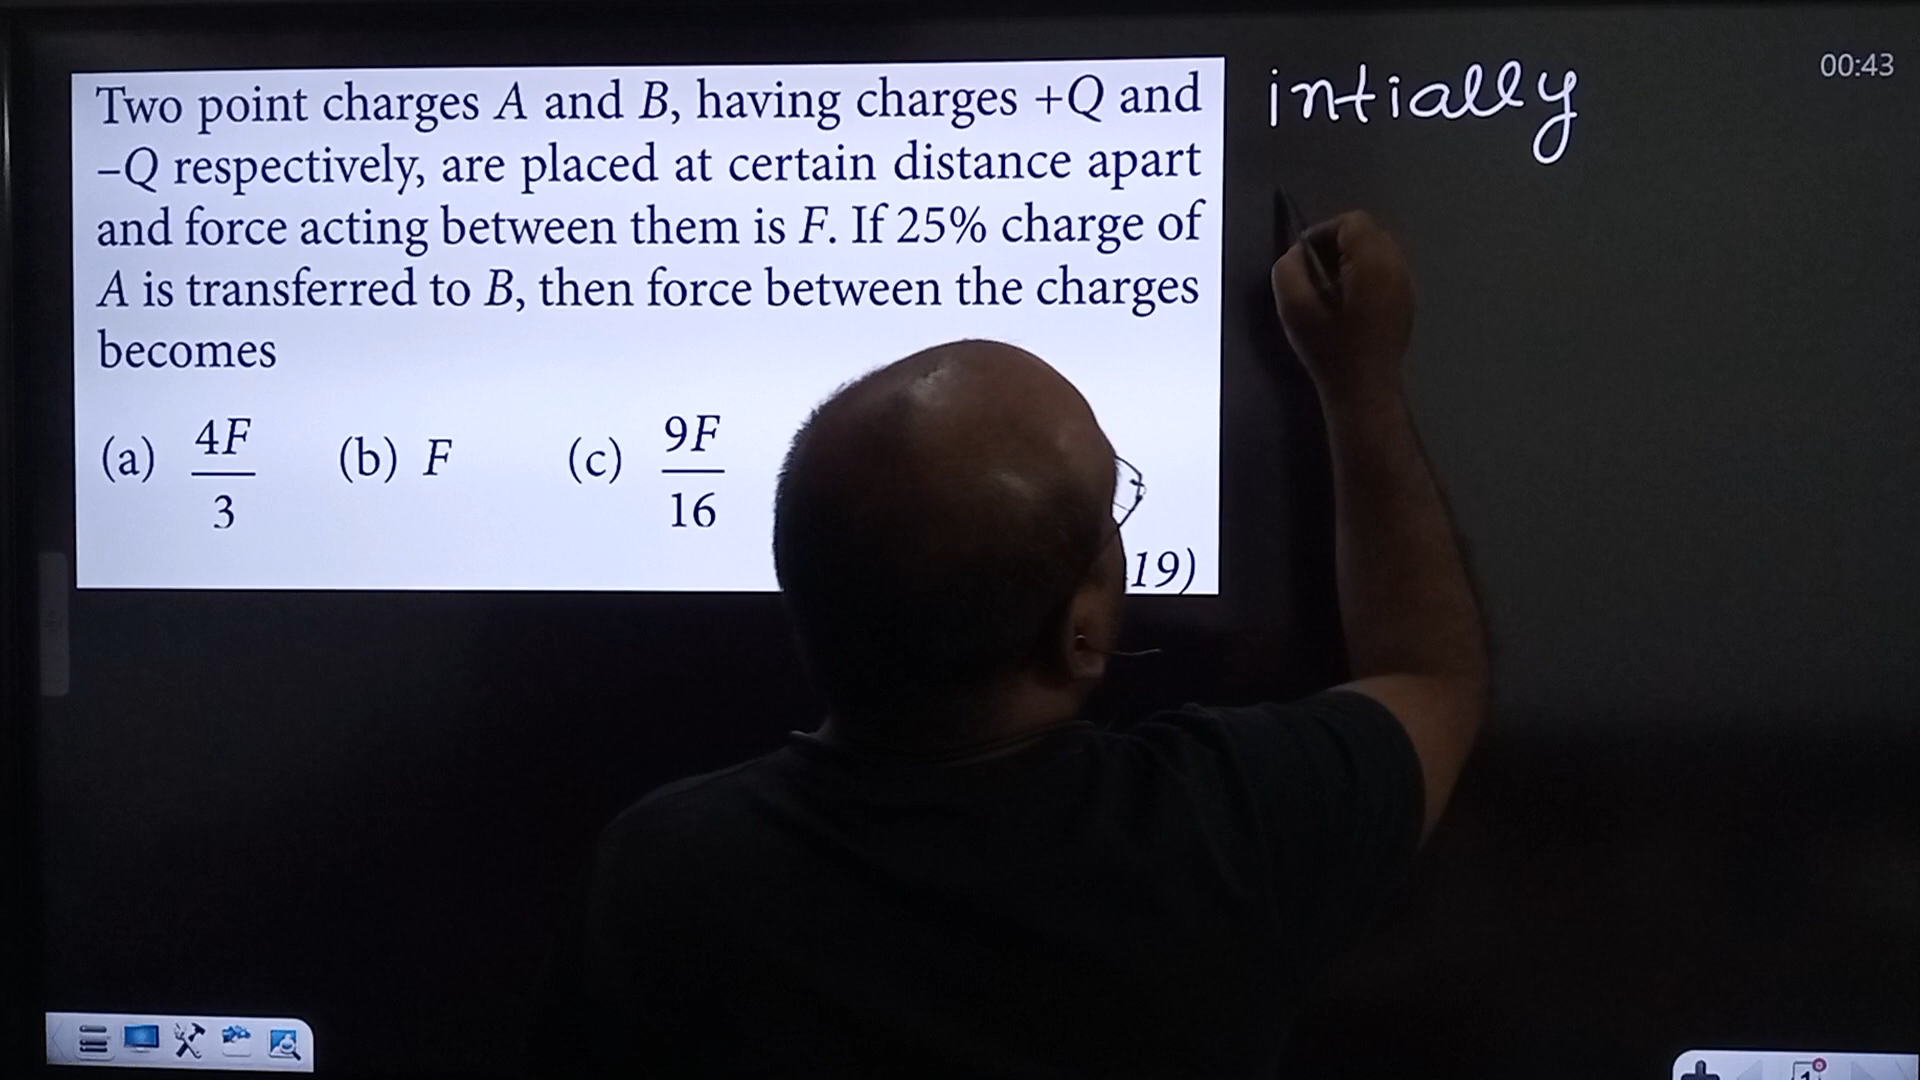 Two point charges A and B, having charges +Q and
–Q respectively, are placed at certain distance apart
and force acting between them is F. If 25% charge of
A is transferred to B, then force between the charges
becomes
(a) 4F/3 (b) F (c) 9F/16
19)
intially
00:43
1